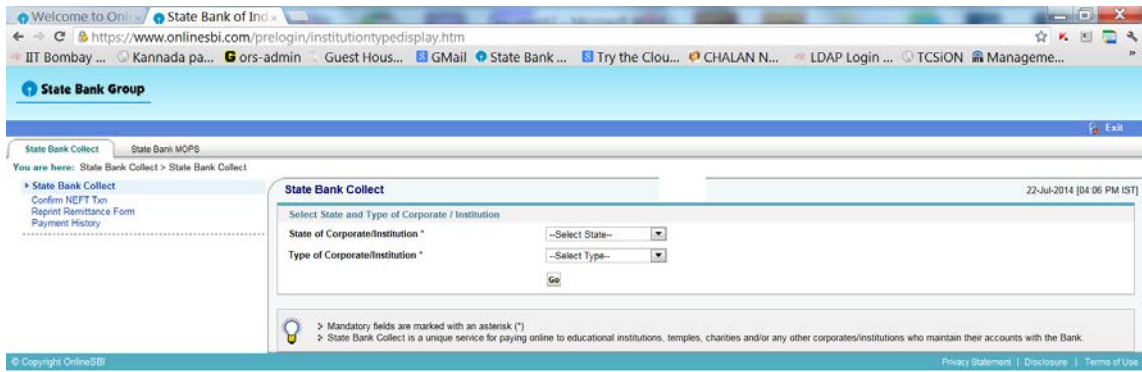 Welcome to Onli
State Bank of Ind
https://www.onlinesbi.com/prelogin/institutiontypedisplay.htm
IIT Bombay ... Kannada pa... G ors-admin Guest Hous... 8 GMail State Bank ... 8 Try the Clou... CHALAN N... LDAP Login ... TCSiON Manageme... »
State Bank Group
Exit
State Bank Collect State Bank MOPS
You are here: State Bank Collect > State Bank Collect
State Bank Collect
Confirm NEFT Txn
Reprint Remittance Form
Payment History
State Bank Collect 22-Jul-2014 [04:06 PM IST]
Select State and Type of Corporate / Institution
State of Corporate/Institution * --Select State--
Type of Corporate/Institution * --Select Type--
Go
> Mandatory fields are marked with an asterisk (*)
> State Bank Collect is a unique service for paying online to educational institutions, temples, charities and/or any other corporates/institutions who maintain their accounts with the Bank.
© Copyright OnlineSBI Privacy Statement | Disclosure | Terms of Use